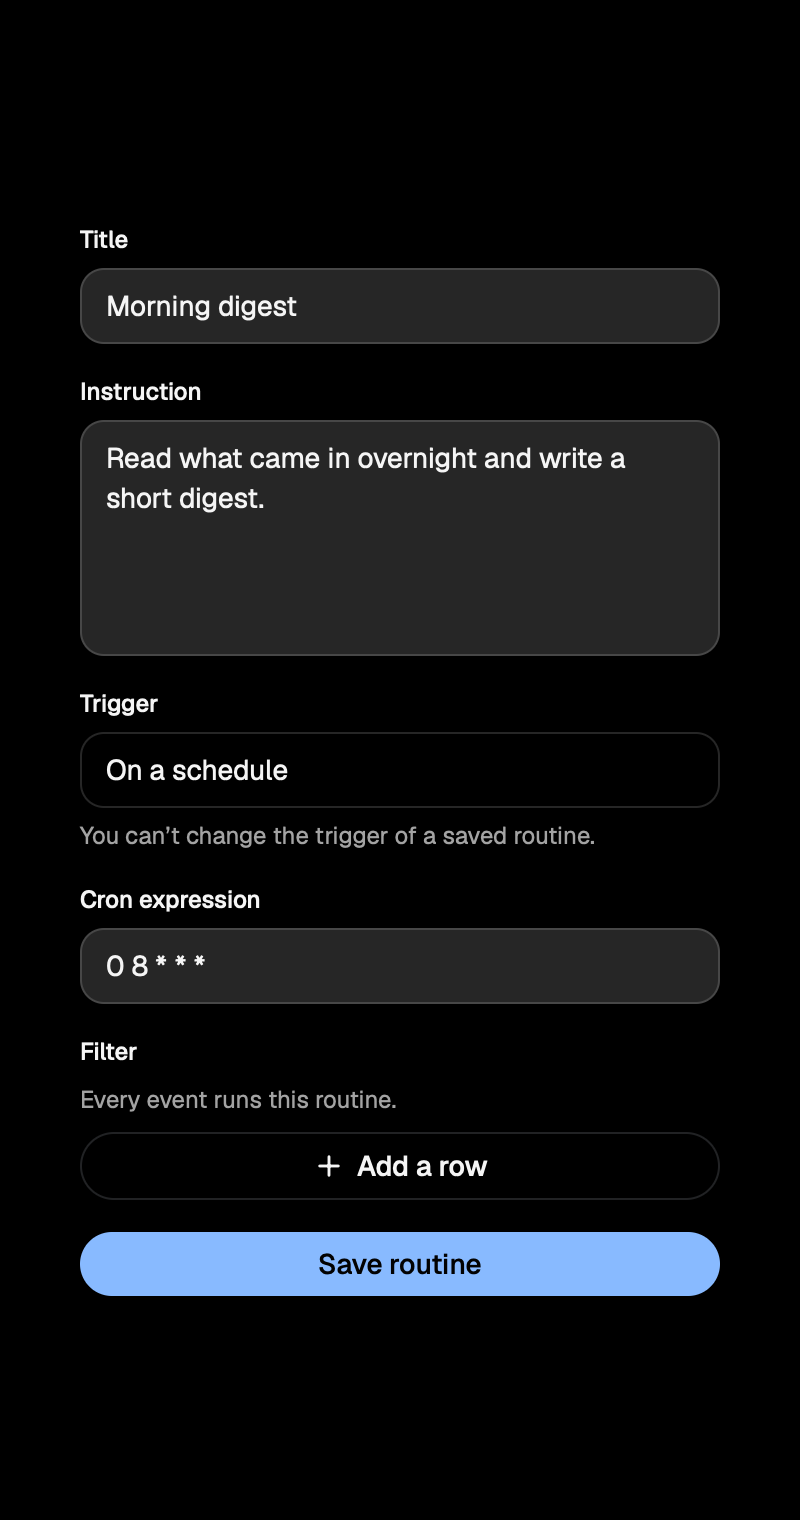 Title
Morning digest
Instruction
Read what came in overnight and write a
short digest.
Trigger
On a schedule
You can’t change the trigger of a saved routine.
Cron expression
0 8 * * *
Filter
Every event runs this routine.
Add a row
Save routine